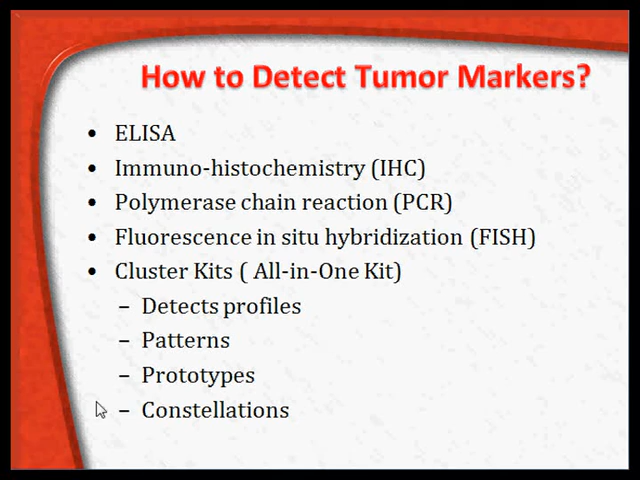 How to Detect Tumor Markers?
• ELISA
• Immuno-histochemistry (IHC)
• Polymerase chain reaction (PCR)
• Fluorescence in situ hybridization (FISH)
• Cluster Kits ( All-in-One Kit)
– Detects profiles
– Patterns
– Prototypes
– Constellations